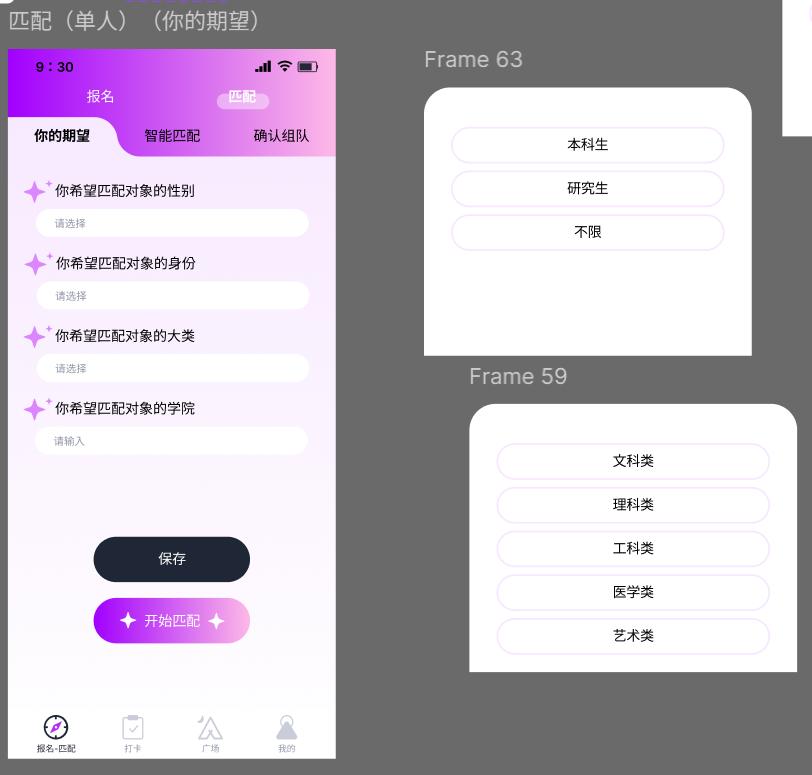 匹配（单人）（你的期望）
9：30
报名
匹配
你的期望
智能匹配
确认组队
你希望匹配对象的性别
请选择
你希望匹配对象的身份
请选择
你希望匹配对象的大类
请选择
你希望匹配对象的学院
请输入
保存
开始匹配
报名-匹配
打卡
广场
我的
Frame 63
本科生
研究生
不限
Frame 59
文科类
理科类
工科类
医学类
艺术类